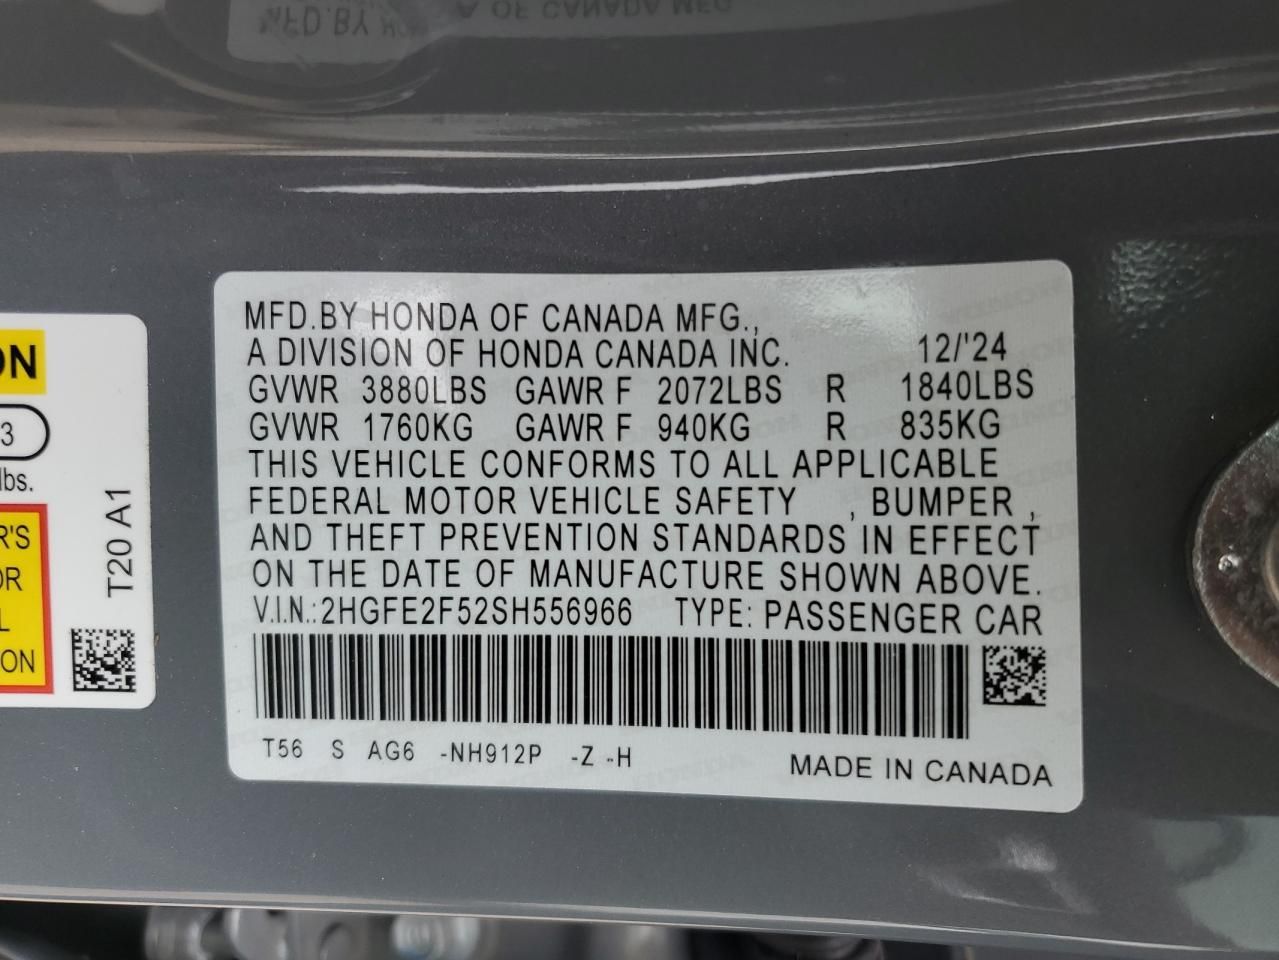 MFD.BY HONDA OF CANADA MFG.,
A DIVISION OF HONDA CANADA INC. 12/'24
GVWR 3880LBS GAWR F 2072LBS R 1840LBS
GVWR 1760KG GAWR F 940KG R 835KG
THIS VEHICLE CONFORMS TO ALL APPLICABLE
FEDERAL MOTOR VEHICLE SAFETY , BUMPER ,
AND THEFT PREVENTION STANDARDS IN EFFECT
ON THE DATE OF MANUFACTURE SHOWN ABOVE.
V.I.N.:2HGFE2F52SH556966 TYPE: PASSENGER CAR
T56 S AG6 -NH912P -Z -H
MADE IN CANADA
ON
3
lbs.
R'S
OR
L
ION
T20 A1